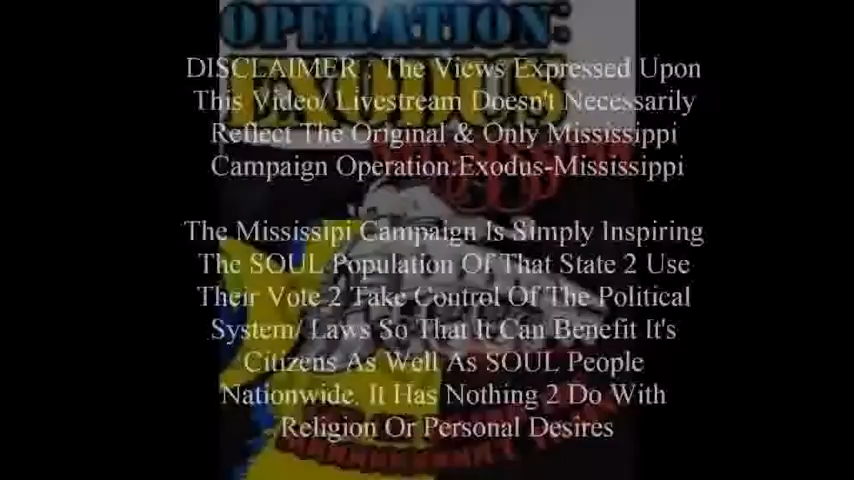 OPERATION:
EXODUS
DISCLAIMER : The Views Expressed Upon
This Video/ Livestream Doesn't Necessarily
Reflect The Original & Only Mississippi
Campaign Operation:Exodus-Mississippi
The Mississipi Campaign Is Simply Inspiring
The SOUL Population Of That State 2 Use
Their Vote 2 Take Control Of The Political
System/ Laws So That It Can Benefit It's
Citizens As Well As SOUL People
Nationwide. It Has Nothing 2 Do With
Religion Or Personal Desires